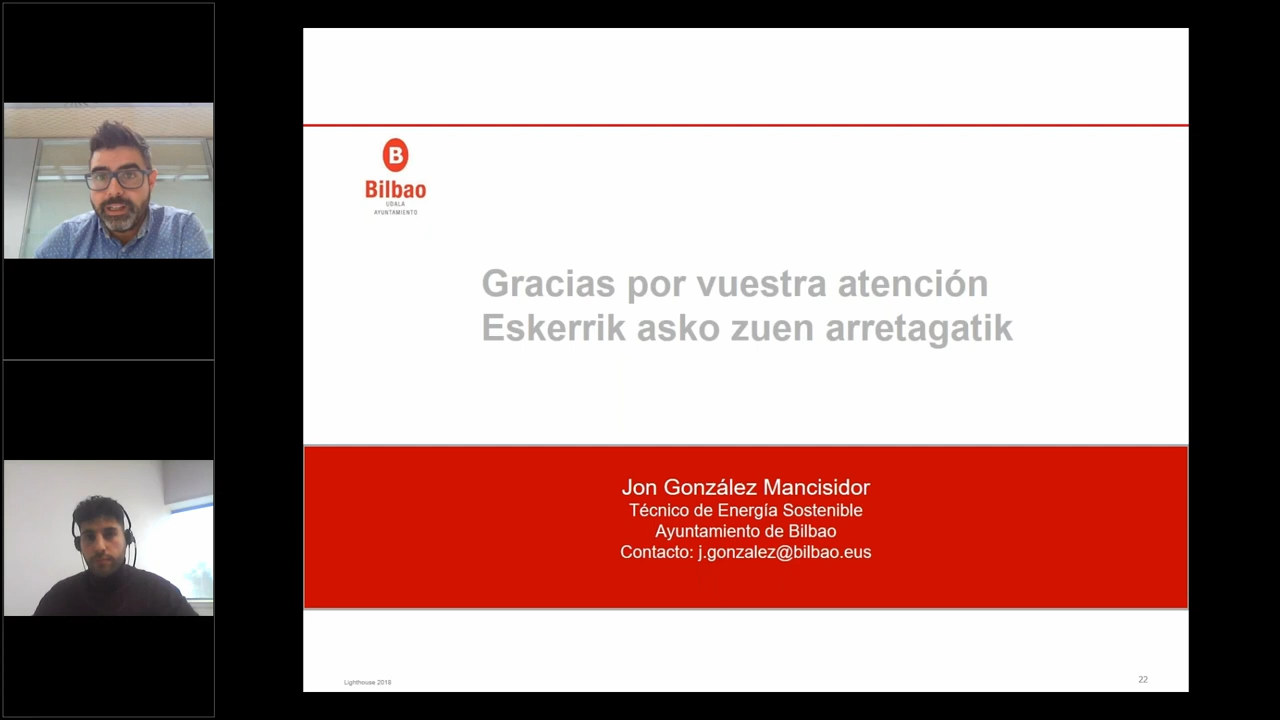 B
Bilbao
UDALA
AYUNTAMIENTO
Gracias por vuestra atención
Eskerrik asko zuen arretagatik
Jon González Mancisidor
Técnico de Energía Sostenible
Ayuntamiento de Bilbao
Contacto: j.gonzalez@bilbao.eus
Lighthouse 2018
22